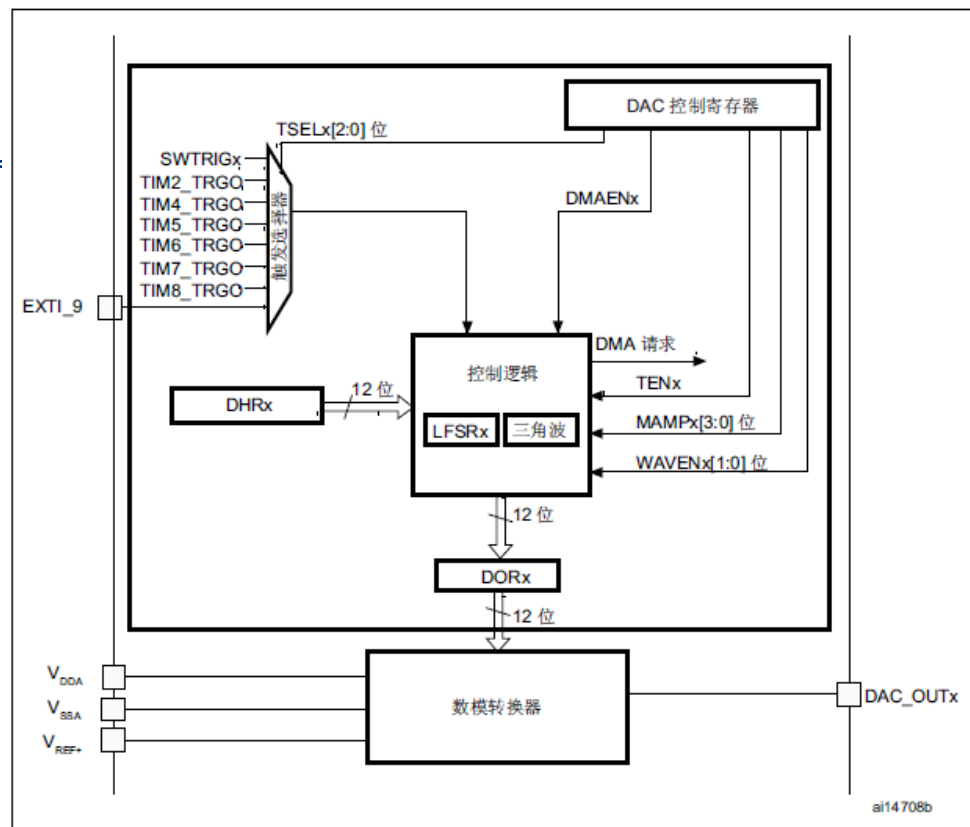 DAC 控制寄存器
TSELx[2:0] 位
SWTRIGx
TIM2_TRGO
TIM4_TRGO
TIM5_TRGO
TIM6_TRGO
TIM7_TRGO
TIM8_TRGO
触发选择器
DMAENx
EXTI_9
控制逻辑
DMA 请求
TENx
DHRx
12 位
LFSRx
三角波
MAMPx[3:0] 位
WAVENx[1:0] 位
12 位
DORx
12 位
VDDA
VSSA
VREF+
数模转换器
DAC_OUTx
ai14708b